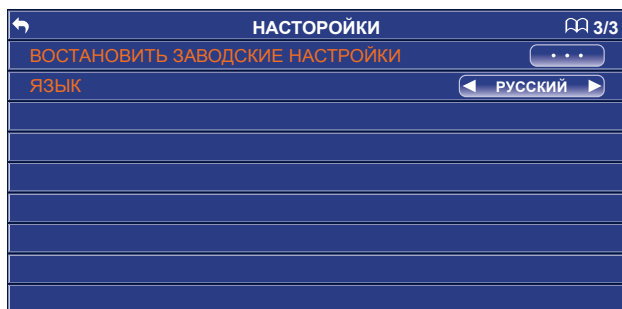 НАСТОРОЙКИ 3/3
ВОСТАНОВИТЬ ЗАВОДСКИЕ НАСТРОЙКИ ...
ЯЗЫК РУССКИЙ